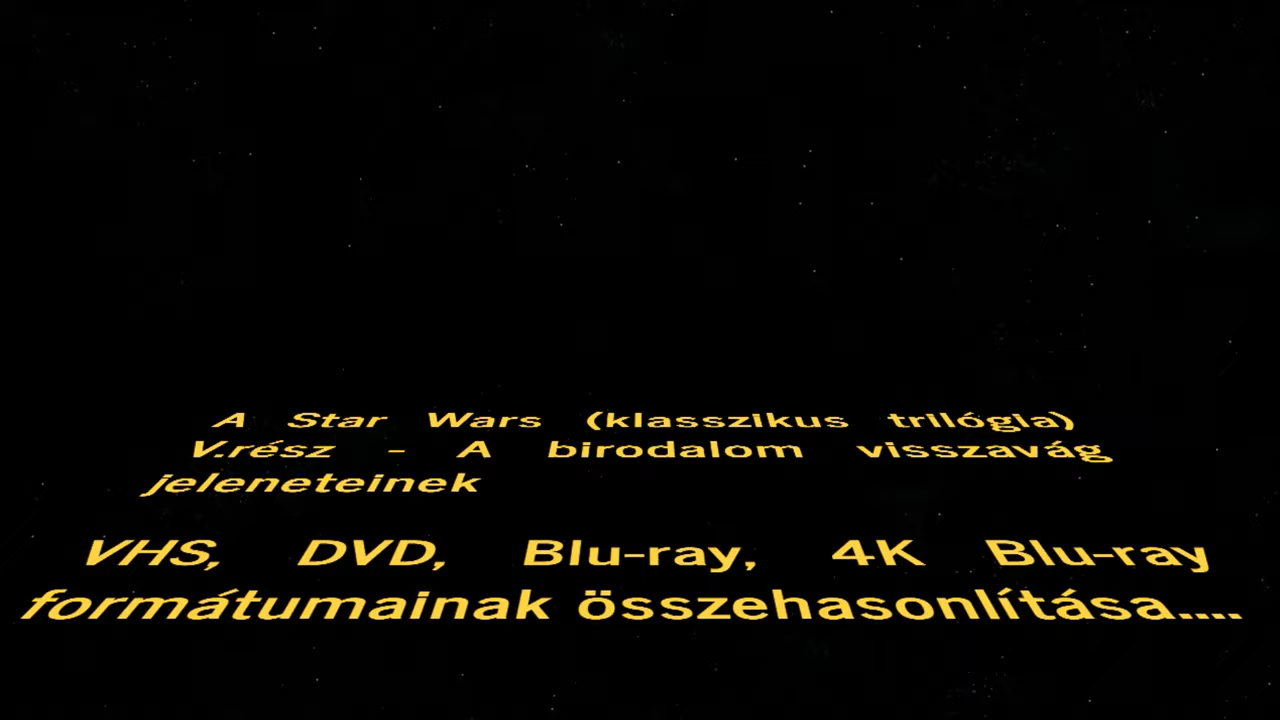 A Star Wars (klasszikus trilógia)
V.rész - A birodalom visszavág
jeleneteinek
VHS, DVD, Blu-ray, 4K Blu-ray
formátumainak összehasonlítása....